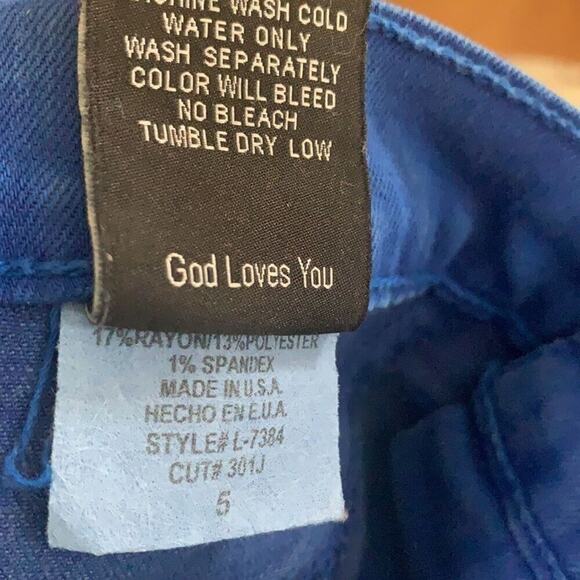 WASH COLD
WATER ONLY
WASH SEPARATELY
COLOR WILL BLEED
NO BLEACH
TUMBLE DRY LOW
God Loves You
17%RAYON/13%POLYESTER
1% SPANDEX
MADE IN U.S.A.
HECHO EN E.U.A.
STYLE# L-7384
CUT# 301J
5